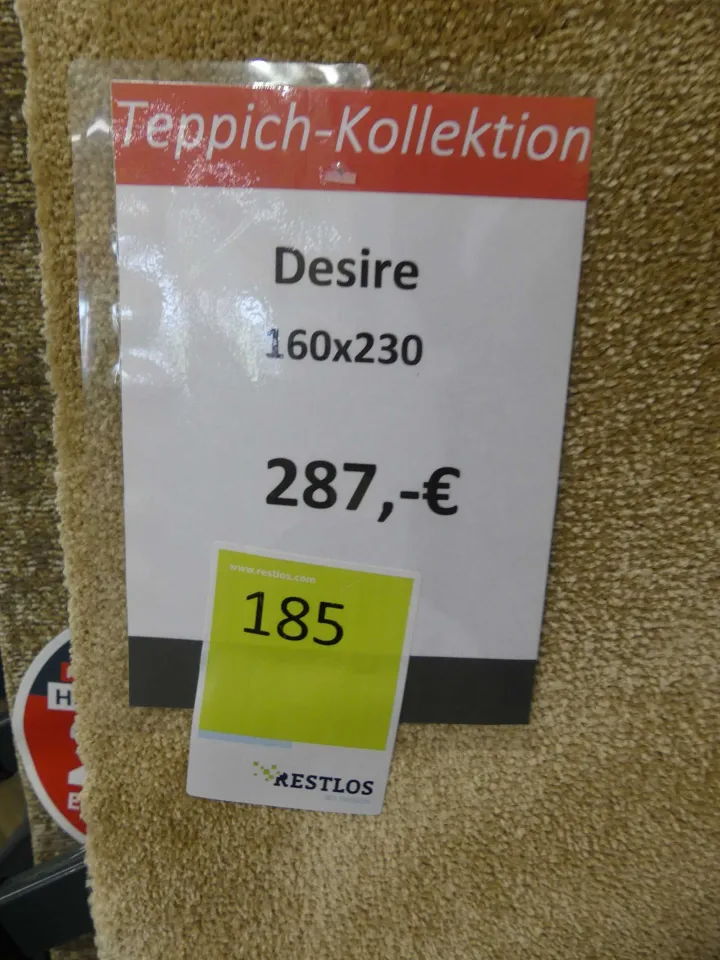 Teppich-Kollektion
Desire
160x230
287,-€
www.restlos.com
185
RESTLOS
H
E